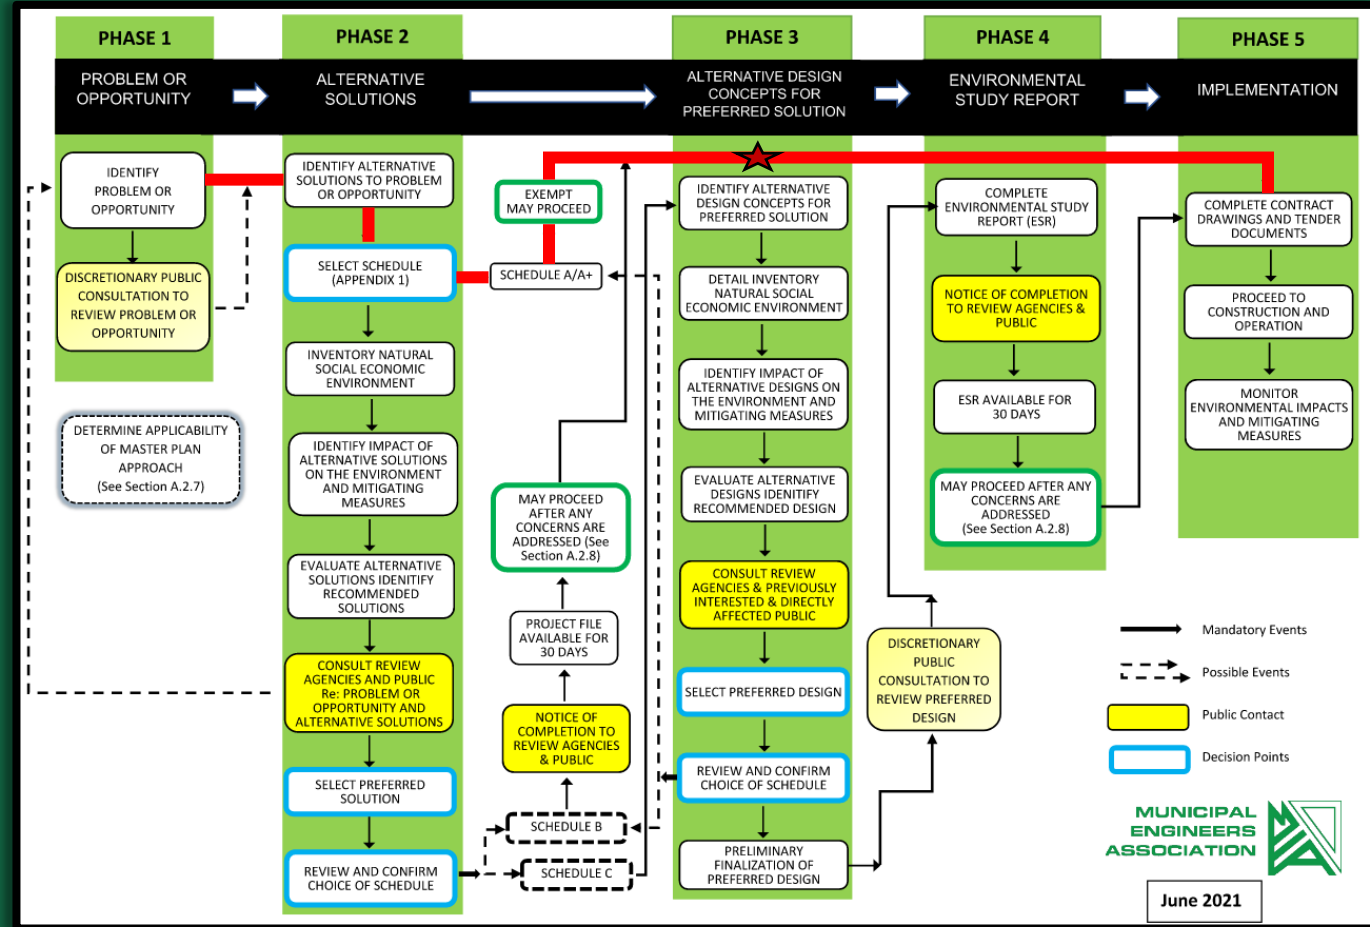 PHASE 1
PROBLEM OR
OPPORTUNITY
IDENTIFY
PROBLEM OR
OPPORTUNITY
DISCRETIONARY PUBLIC
CONSULTATION TO
REVIEW PROBLEM OR
OPPORTUNITY
DETERMINE APPLICABILITY
OF MASTER PLAN
APPROACH
(See Section A.2.7)
PHASE 2
ALTERNATIVE
SOLUTIONS
IDENTIFY ALTERNATIVE
SOLUTIONS TO PROBLEM
OR OPPORTUNITY
SELECT SCHEDULE
(APPENDIX 1)
INVENTORY NATURAL
SOCIAL ECONOMIC
ENVIRONMENT
IDENTIFY IMPACT OF
ALTERNATIVE SOLUTIONS
ON THE ENVIRONMENT
AND MITIGATING
MEASURES
EVALUATE ALTERNATIVE
SOLUTIONS IDENTIFY
RECOMMENDED
SOLUTIONS
CONSULT REVIEW
AGENCIES AND PUBLIC
Re: PROBLEM OR
OPPORTUNITY AND
ALTERNATIVE SOLUTIONS
SELECT PREFERRED
SOLUTION
REVIEW AND CONFIRM
CHOICE OF SCHEDULE
EXEMPT
MAY PROCEED
SCHEDULE A/A+
MAY PROCEED
AFTER ANY
CONCERNS ARE
ADDRESSED (See
Section A.2.8)
PROJECT FILE
AVAILABLE FOR
30 DAYS
NOTICE OF
COMPLETION TO
REVIEW AGENCIES
& PUBLIC
SCHEDULE B
SCHEDULE C
PHASE 3
ALTERNATIVE DESIGN
CONCEPTS FOR
PREFERRED SOLUTION
IDENTIFY ALTERNATIVE
DESIGN CONCEPTS FOR
PREFERRED SOLUTION
DETAIL INVENTORY
NATURAL SOCIAL
ECONOMIC ENVIRONMENT
IDENTIFY IMPACT OF
ALTERNATIVE DESIGNS ON
THE ENVIRONMENT AND
MITIGATING MEASURES
EVALUATE ALTERNATIVE
DESIGNS IDENTIFY
RECOMMENDED DESIGN
CONSULT REVIEW
AGENCIES & PREVIOUSLY
INTERESTED & DIRECTLY
AFFECTED PUBLIC
SELECT PREFERRED DESIGN
REVIEW AND CONFIRM
CHOICE OF SCHEDULE
PRELIMINARY
FINALIZATION OF
PREFERRED DESIGN
DISCRETIONARY
PUBLIC
CONSULTATION TO
REVIEW PREFERRED
DESIGN
PHASE 4
ENVIRONMENTAL
STUDY REPORT
COMPLETE
ENVIRONMENTAL STUDY
REPORT (ESR)
NOTICE OF COMPLETION
TO REVIEW AGENCIES &
PUBLIC
ESR AVAILABLE FOR
30 DAYS
MAY PROCEED AFTER ANY
CONCERNS ARE
ADDRESSED
(See Section A.2.8)
PHASE 5
IMPLEMENTATION
COMPLETE CONTRACT
DRAWINGS AND TENDER
DOCUMENTS
PROCEED TO
CONSTRUCTION AND
OPERATION
MONITOR
ENVIRONMENTAL IMPACTS
AND MITIGATING
MEASURES
Mandatory Events
Possible Events
Public Contact
Decision Points
MUNICIPAL
ENGINEERS
ASSOCIATION
MEA
June 2021